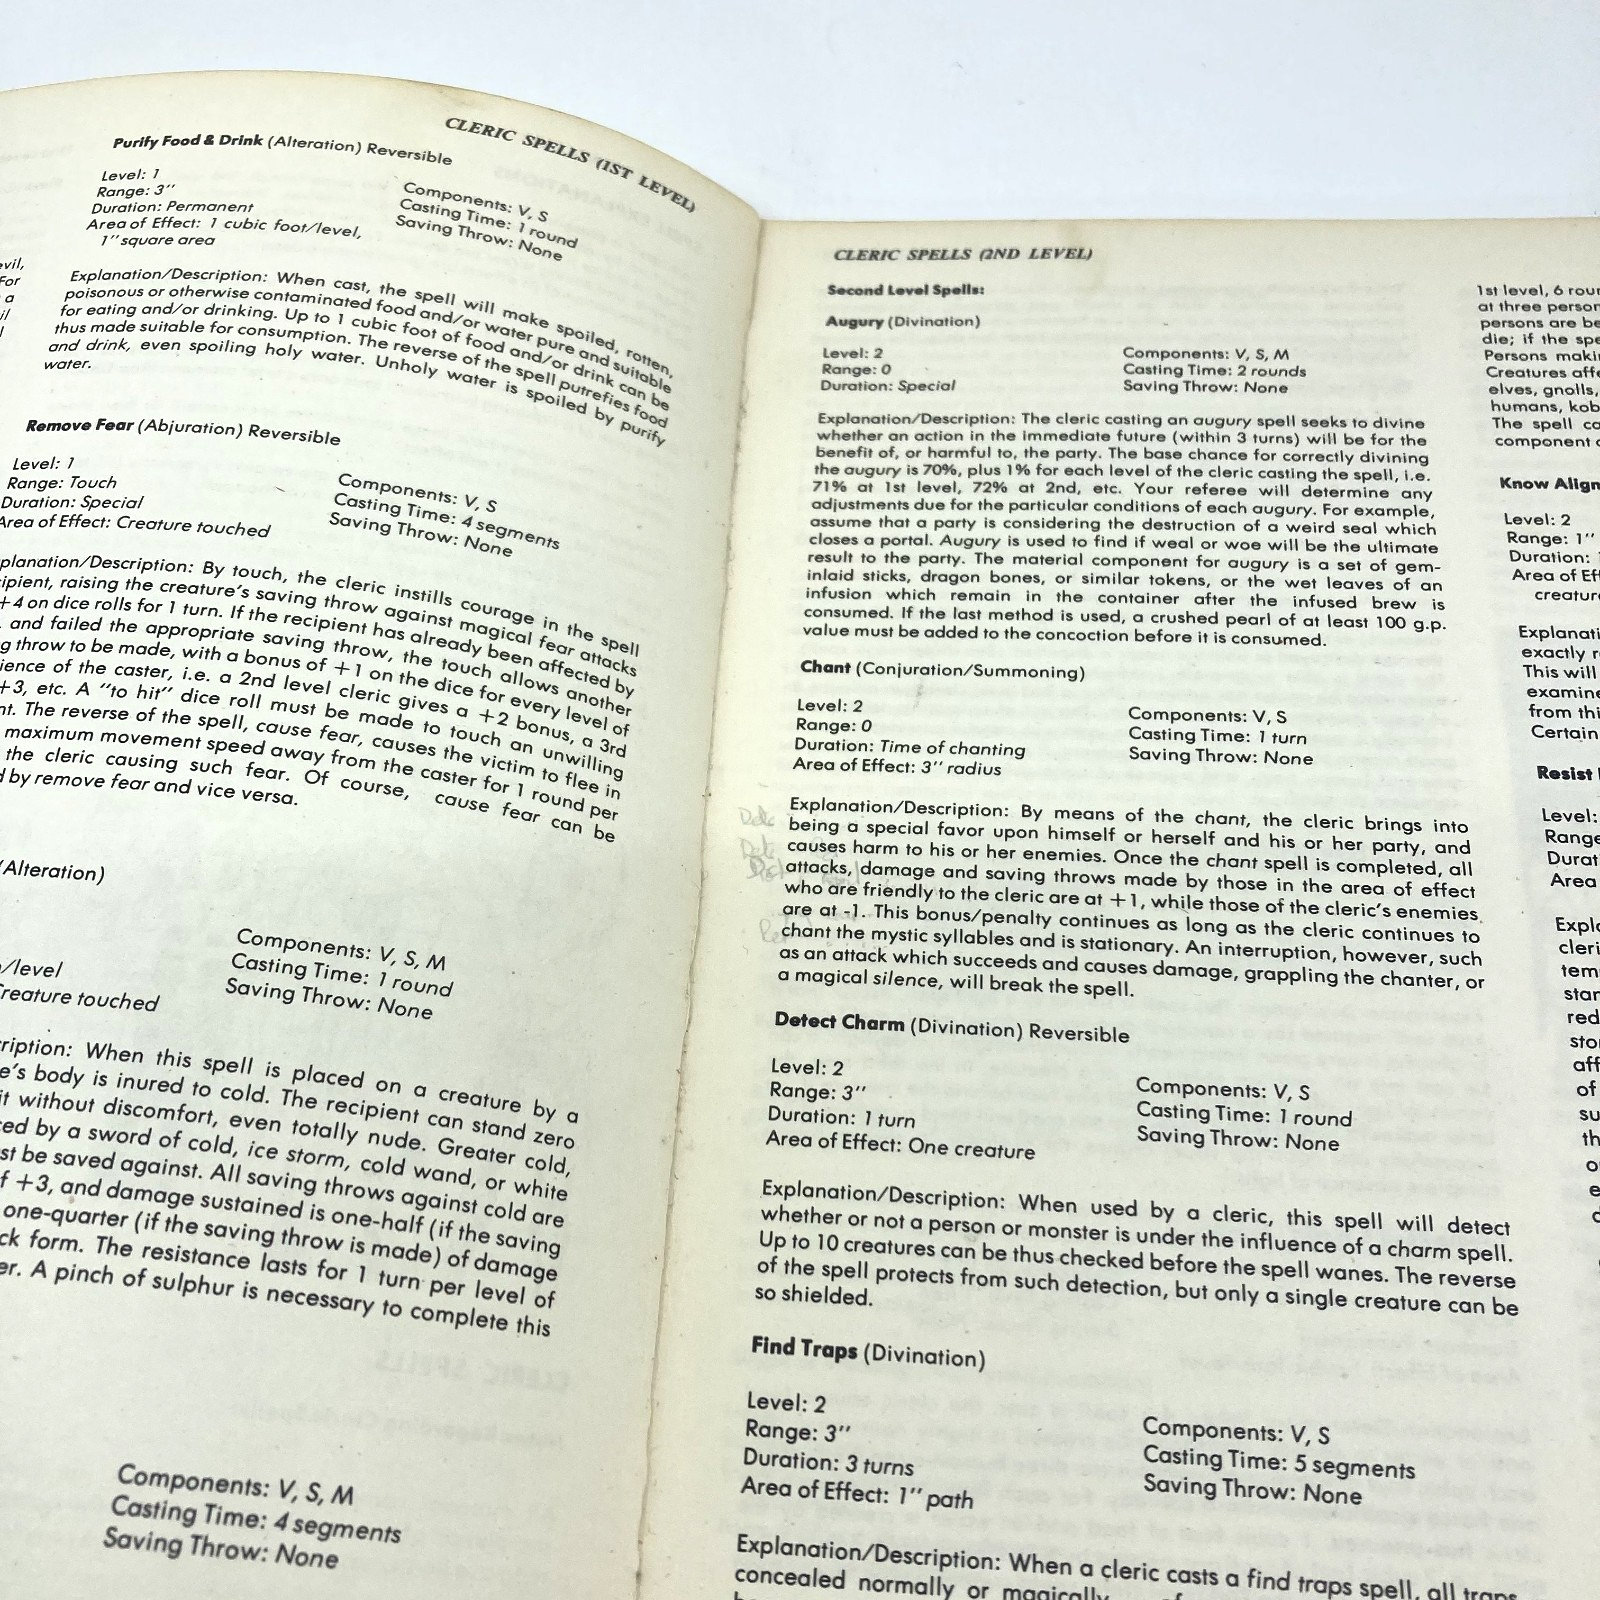 CLERIC SPELLS (1ST LEVEL)
Purify Food & Drink (Alteration) Reversible
Level: 1
Range: 3"
Duration: Permanent
Area of Effect: 1 cubic foot/level,
1" square area
Components: V, S
Casting Time: 1 round
Saving Throw: None
Explanation/Description: When cast, the spell will make spoiled, rotten,
poisonous or otherwise contaminated food and/or water pure and suitable
for eating and/or drinking. Up to 1 cubic foot of food and/or drink can be
thus made suitable for consumption. The reverse of the spell putrefies food
and drink, even spoiling holy water. Unholy water is spoiled by purify
water.
Remove Fear (Abjuration) Reversible
Level: 1
Range: Touch
Duration: Special
Area of Effect: Creature touched
Components: V, S
Casting Time: 4 segments
Saving Throw: None
planation/Description: By touch, the cleric instills courage in the spell
cipient, raising the creature's saving throw against magical fear attacks
+4 on dice rolls for 1 turn. If the recipient has already been affected by
, and failed the appropriate saving throw, the touch allows another
g throw to be made, with a bonus of +1 on the dice for every level of
ience of the caster, i.e. a 2nd level cleric gives a +2 bonus, a 3rd
+3, etc. A "to hit" dice roll must be made to touch an unwilling
nt. The reverse of the spell, cause fear, causes the victim to flee in
maximum movement speed away from the caster for 1 round per
the cleric causing such fear. Of course, cause fear can be
d by remove fear and vice versa.
(Alteration)
/level
Creature touched
Components: V, S, M
Casting Time: 1 round
Saving Throw: None
cription: When this spell is placed on a creature by a
e's body is inured to cold. The recipient can stand zero
it without discomfort, even totally nude. Greater cold,
ced by a sword of cold, ice storm, cold wand, or white
st be saved against. All saving throws against cold are
f +3, and damage sustained is one-half (if the saving
one-quarter (if the saving throw is made) of damage
ck form. The resistance lasts for 1 turn per level of
er. A pinch of sulphur is necessary to complete this
Components: V, S, M
Casting Time: 4 segments
Saving Throw: None
evil,
For
a
il
CLERIC SPELLS (2ND LEVEL)
Second Level Spells:
Augury (Divination)
Level: 2
Range: 0
Duration: Special
Components: V, S, M
Casting Time: 2 rounds
Saving Throw: None
Explanation/Description: The cleric casting an augury spell seeks to divine
whether an action in the immediate future (within 3 turns) will be for the
benefit of, or harmful to, the party. The base chance for correctly divining
the augury is 70%, plus 1% for each level of the cleric casting the spell, i.e.
71% at 1st level, 72% at 2nd, etc. Your referee will determine any
adjustments due for the particular conditions of each augury. For example,
assume that a party is considering the destruction of a weird seal which
closes a portal. Augury is used to find if weal or woe will be the ultimate
result to the party. The material component for augury is a set of gem-
inlaid sticks, dragon bones, or similar tokens, or the wet leaves of an
infusion which remain in the container after the infused brew is
consumed. If the last method is used, a crushed pearl of at least 100 g.p.
value must be added to the concoction before it is consumed.
Chant (Conjuration/Summoning)
Level: 2
Range: 0
Duration: Time of chanting
Area of Effect: 3" radius
Components: V, S
Casting Time: 1 turn
Saving Throw: None
Explanation/Description: By means of the chant, the cleric brings into
being a special favor upon himself or herself and his or her party, and
causes harm to his or her enemies. Once the chant spell is completed, all
attacks, damage and saving throws made by those in the area of effect
who are friendly to the cleric are at +1, while those of the cleric's enemies
are at -1. This bonus/penalty continues as long as the cleric continues to
chant the mystic syllables and is stationary. An interruption, however, such
as an attack which succeeds and causes damage, grappling the chanter, or
a magical silence, will break the spell.
Detect Charm (Divination) Reversible
Level: 2
Range: 3"
Duration: 1 turn
Area of Effect: One creature
Components: V, S
Casting Time: 1 round
Saving Throw: None
Explanation/Description: When used by a cleric, this spell will detect
whether or not a person or monster is under the influence of a charm spell.
Up to 10 creatures can be thus checked before the spell wanes. The reverse
of the spell protects from such detection, but only a single creature can be
so shielded.
Find Traps (Divination)
Level: 2
Range: 3"
Duration: 3 turns
Area of Effect: 1" path
Components: V, S
Casting Time: 5 segments
Saving Throw: None
Explanation/Description: When a cleric casts a find traps spell, all traps
concealed normally or magically
1st level, 6 rou
at three person
persons are be
die; if the spe
Persons maki
Creatures affe
elves, gnolls,
humans, kob
The spell ca
component
Know Align
Level: 2
Range: 1"
Duration:
Area of Ef
creatur
Explanati
exactly r
This will
examine
from thi
Certain
Resist
Level:
Range
Durat
Area
Expl
cleri
tem
star
red
sto
aff
of
su
th